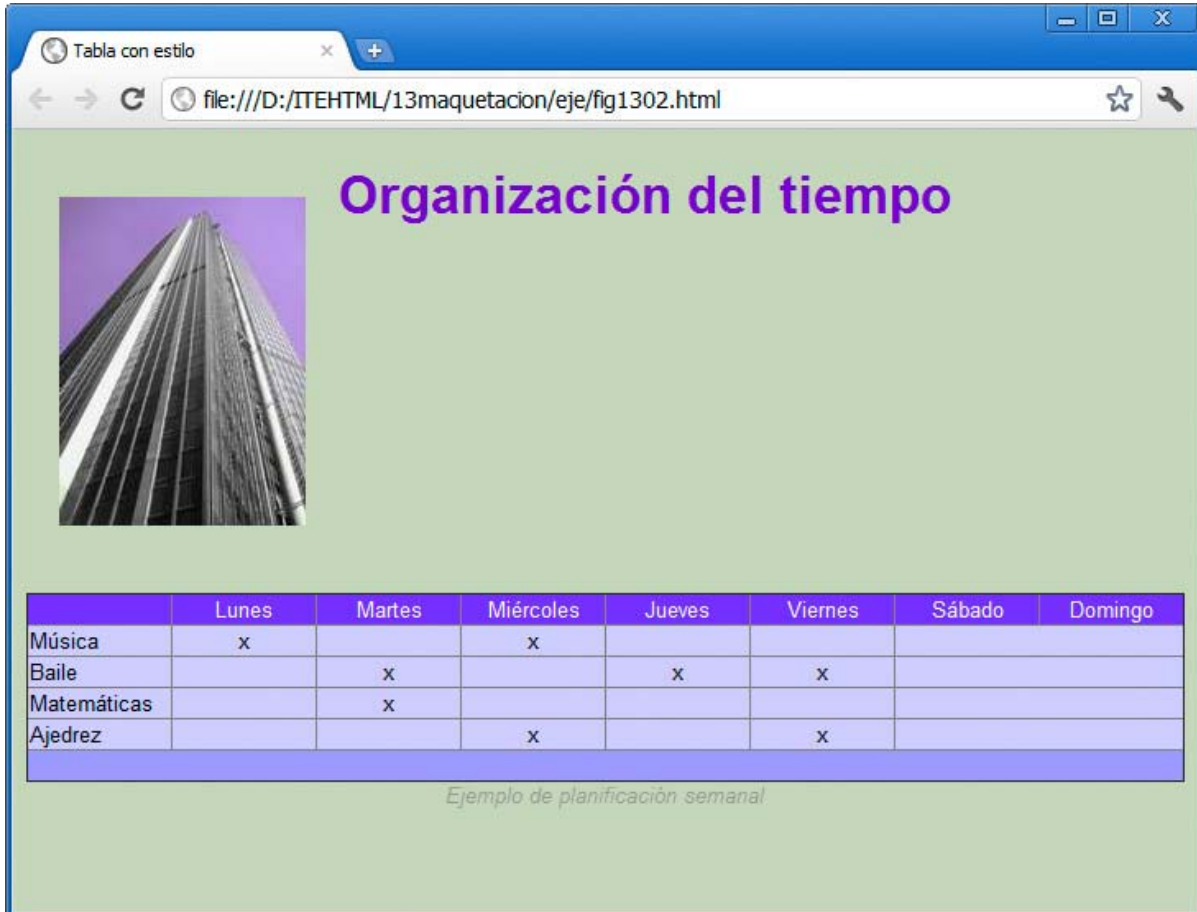 Tabla con estilo
file:///D:/ITEHTML/13maquetacion/eje/fig1302.html
Organización del tiempo
Lunes Martes Miércoles Jueves Viernes Sábado Domingo
Música x x
Baile x x x
Matemáticas x
Ajedrez x x
Ejemplo de planificación semanal